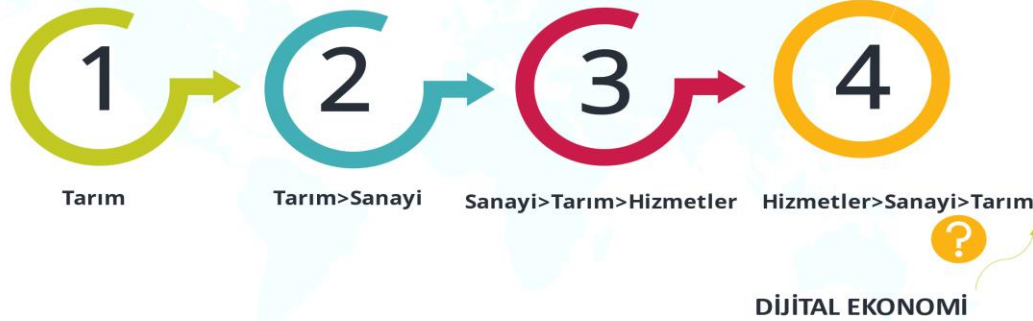 1 2 3 4
Tarım Tarım>Sanayi Sanayi>Tarım>Hizmetler Hizmetler>Sanayi>Tarım
?
DİJİTAL EKONOMİ